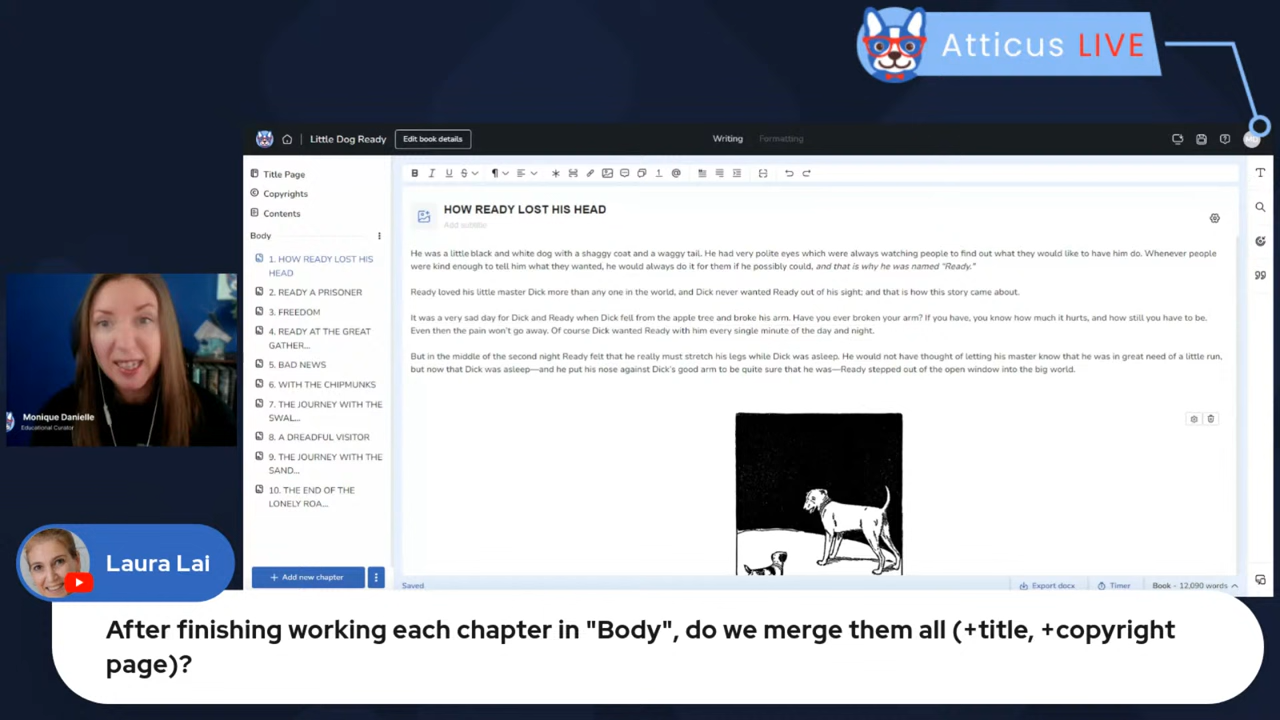 Atticus LIVE
Little Dog Ready
Edit book details
Writing
Formatting
Title Page
Copyrights
Contents
Body
1. HOW READY LOST HIS
HEAD
2. READY A PRISONER
3. FREEDOM
4. READY AT THE GREAT
GATHER...
5. BAD NEWS
6. WITH THE CHIPMUNKS
7. THE JOURNEY WITH THE
SWAL...
8. A DREADFUL VISITOR
9. THE JOURNEY WITH THE
SAND...
10. THE END OF THE
LONELY ROA...
+ Add new chapter
HOW READY LOST HIS HEAD
Add subtitle
He was a little black and white dog with a shaggy coat and a waggy tail. He had very polite eyes which were always watching people to find out what they would like to have him do. Whenever people
were kind enough to tell him what they wanted, he would always do it for them if he possibly could, and that is why he was named "Ready."
Ready loved his little master Dick more than any one in the world, and Dick never wanted Ready out of his sight; and that is how this story came about.
It was a very sad day for Dick and Ready when Dick fell from the apple tree and broke his arm. Have you ever broken your arm? If you have, you know how much it hurts, and how still you have to be.
Even then the pain won't go away. Of course Dick wanted Ready with him every single minute of the day and night.
But in the middle of the second night Ready felt that he really must stretch his legs while Dick was asleep. He would not have thought of letting his master know that he was in great need of a little run,
but now that Dick was asleep—and he put his nose against Dick's good arm to be quite sure that he was—Ready stepped out of the open window into the big world.
Saved
Export docx
Timer
Book - 12,090 words
Monique Danielle
Educational Curator
Laura Lai
After finishing working each chapter in "Body", do we merge them all (+title, +copyright
page)?